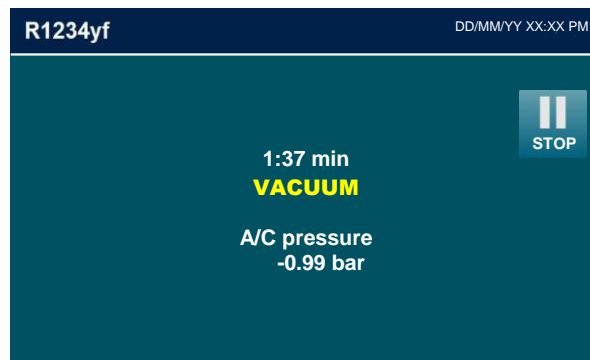 R1234yf
DD/MM/YY XX:XX PM
STOP
1:37 min
VACUUM
A/C pressure
-0.99 bar